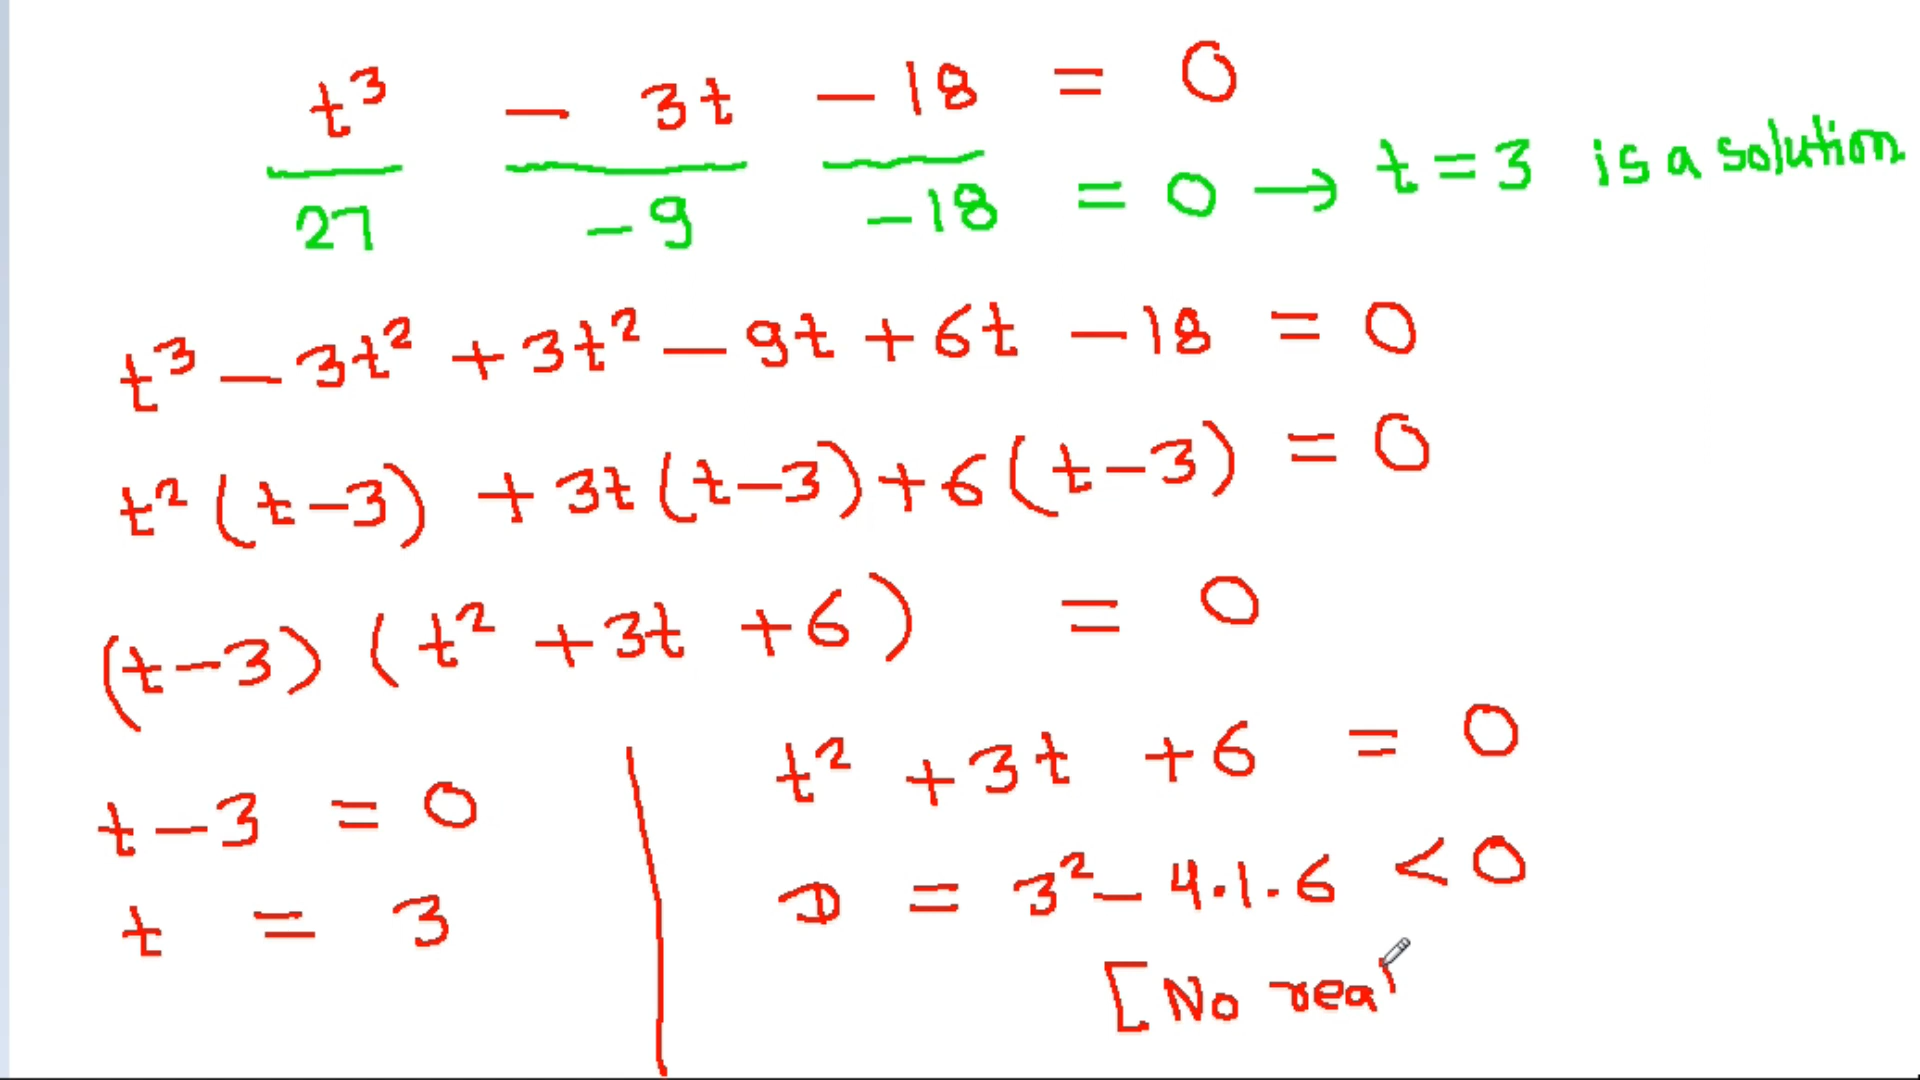 t³ - 3t - 18 = 0
27 - 9 - 18 = 0 → t = 3 is a solution
t³ - 3t² + 3t² - 9t + 6t - 18 = 0
t² (t-3) + 3t (t-3) + 6 (t-3) = 0
(t-3) (t² + 3t + 6) = 0
t - 3 = 0
t = 3
t² + 3t + 6 = 0
D = 3² - 4.1.6 < 0
[No real